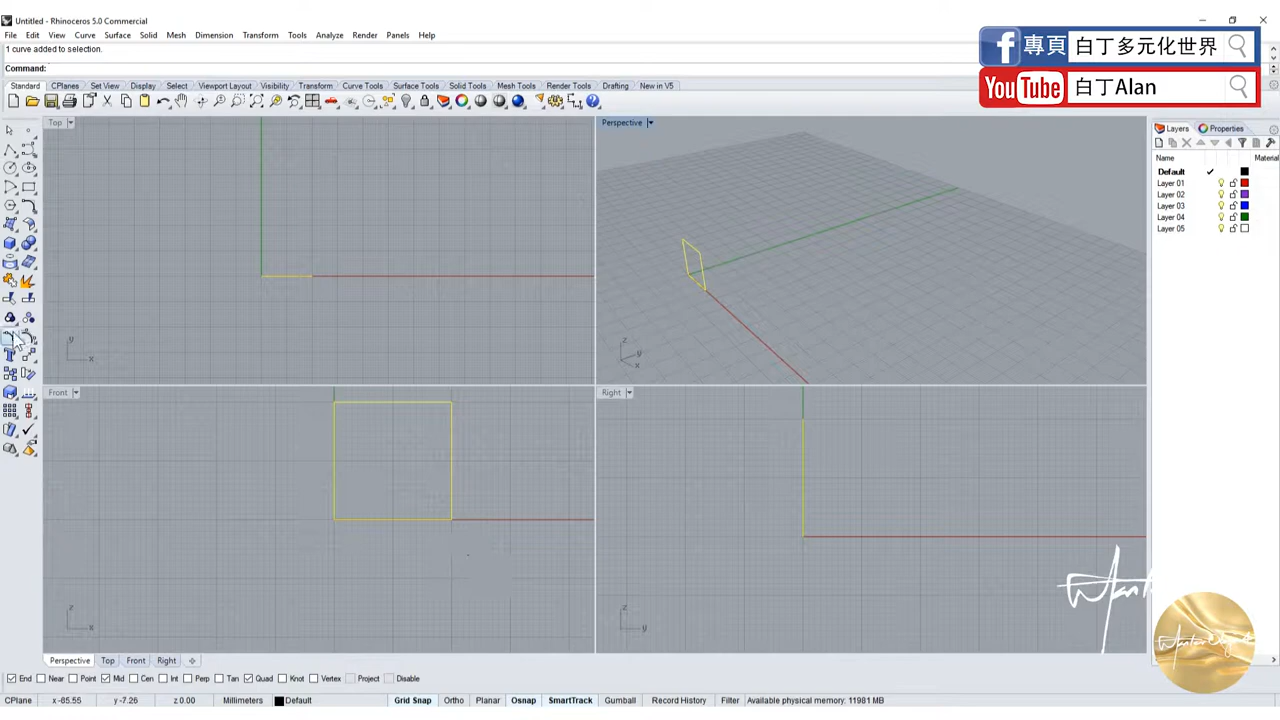 Untitled - Rhinoceros 5.0 Commercial
File Edit View Curve Surface Solid Mesh Dimension Transform Tools Analyze Render Panels Help
1 curve added to selection.
Command:
專頁 白丁多元化世界
YouTube 白丁Alan
Standard CPlanes Set View Display Select Viewport Layout Visibility Transform Curve Tools Surface Tools Solid Tools Mesh Tools Render Tools Drafting New in V5
Top
Perspective
Layers Properties
Name Material
Default
Layer 01
Layer 02
Layer 03
Layer 04
Layer 05
y
x
z
y
x
Front
Right
z
x
z
y
Perspective Top Front Right
End Near Point Mid Cen Int Perp Tan Quad Knot Vertex Project Disable
CPlane x -85.55 y -7.26 z 0.00 Millimeters Default Grid Snap Ortho Planar Osnap SmartTrack Gumball Record History Filter Available physical memory: 11981 MB